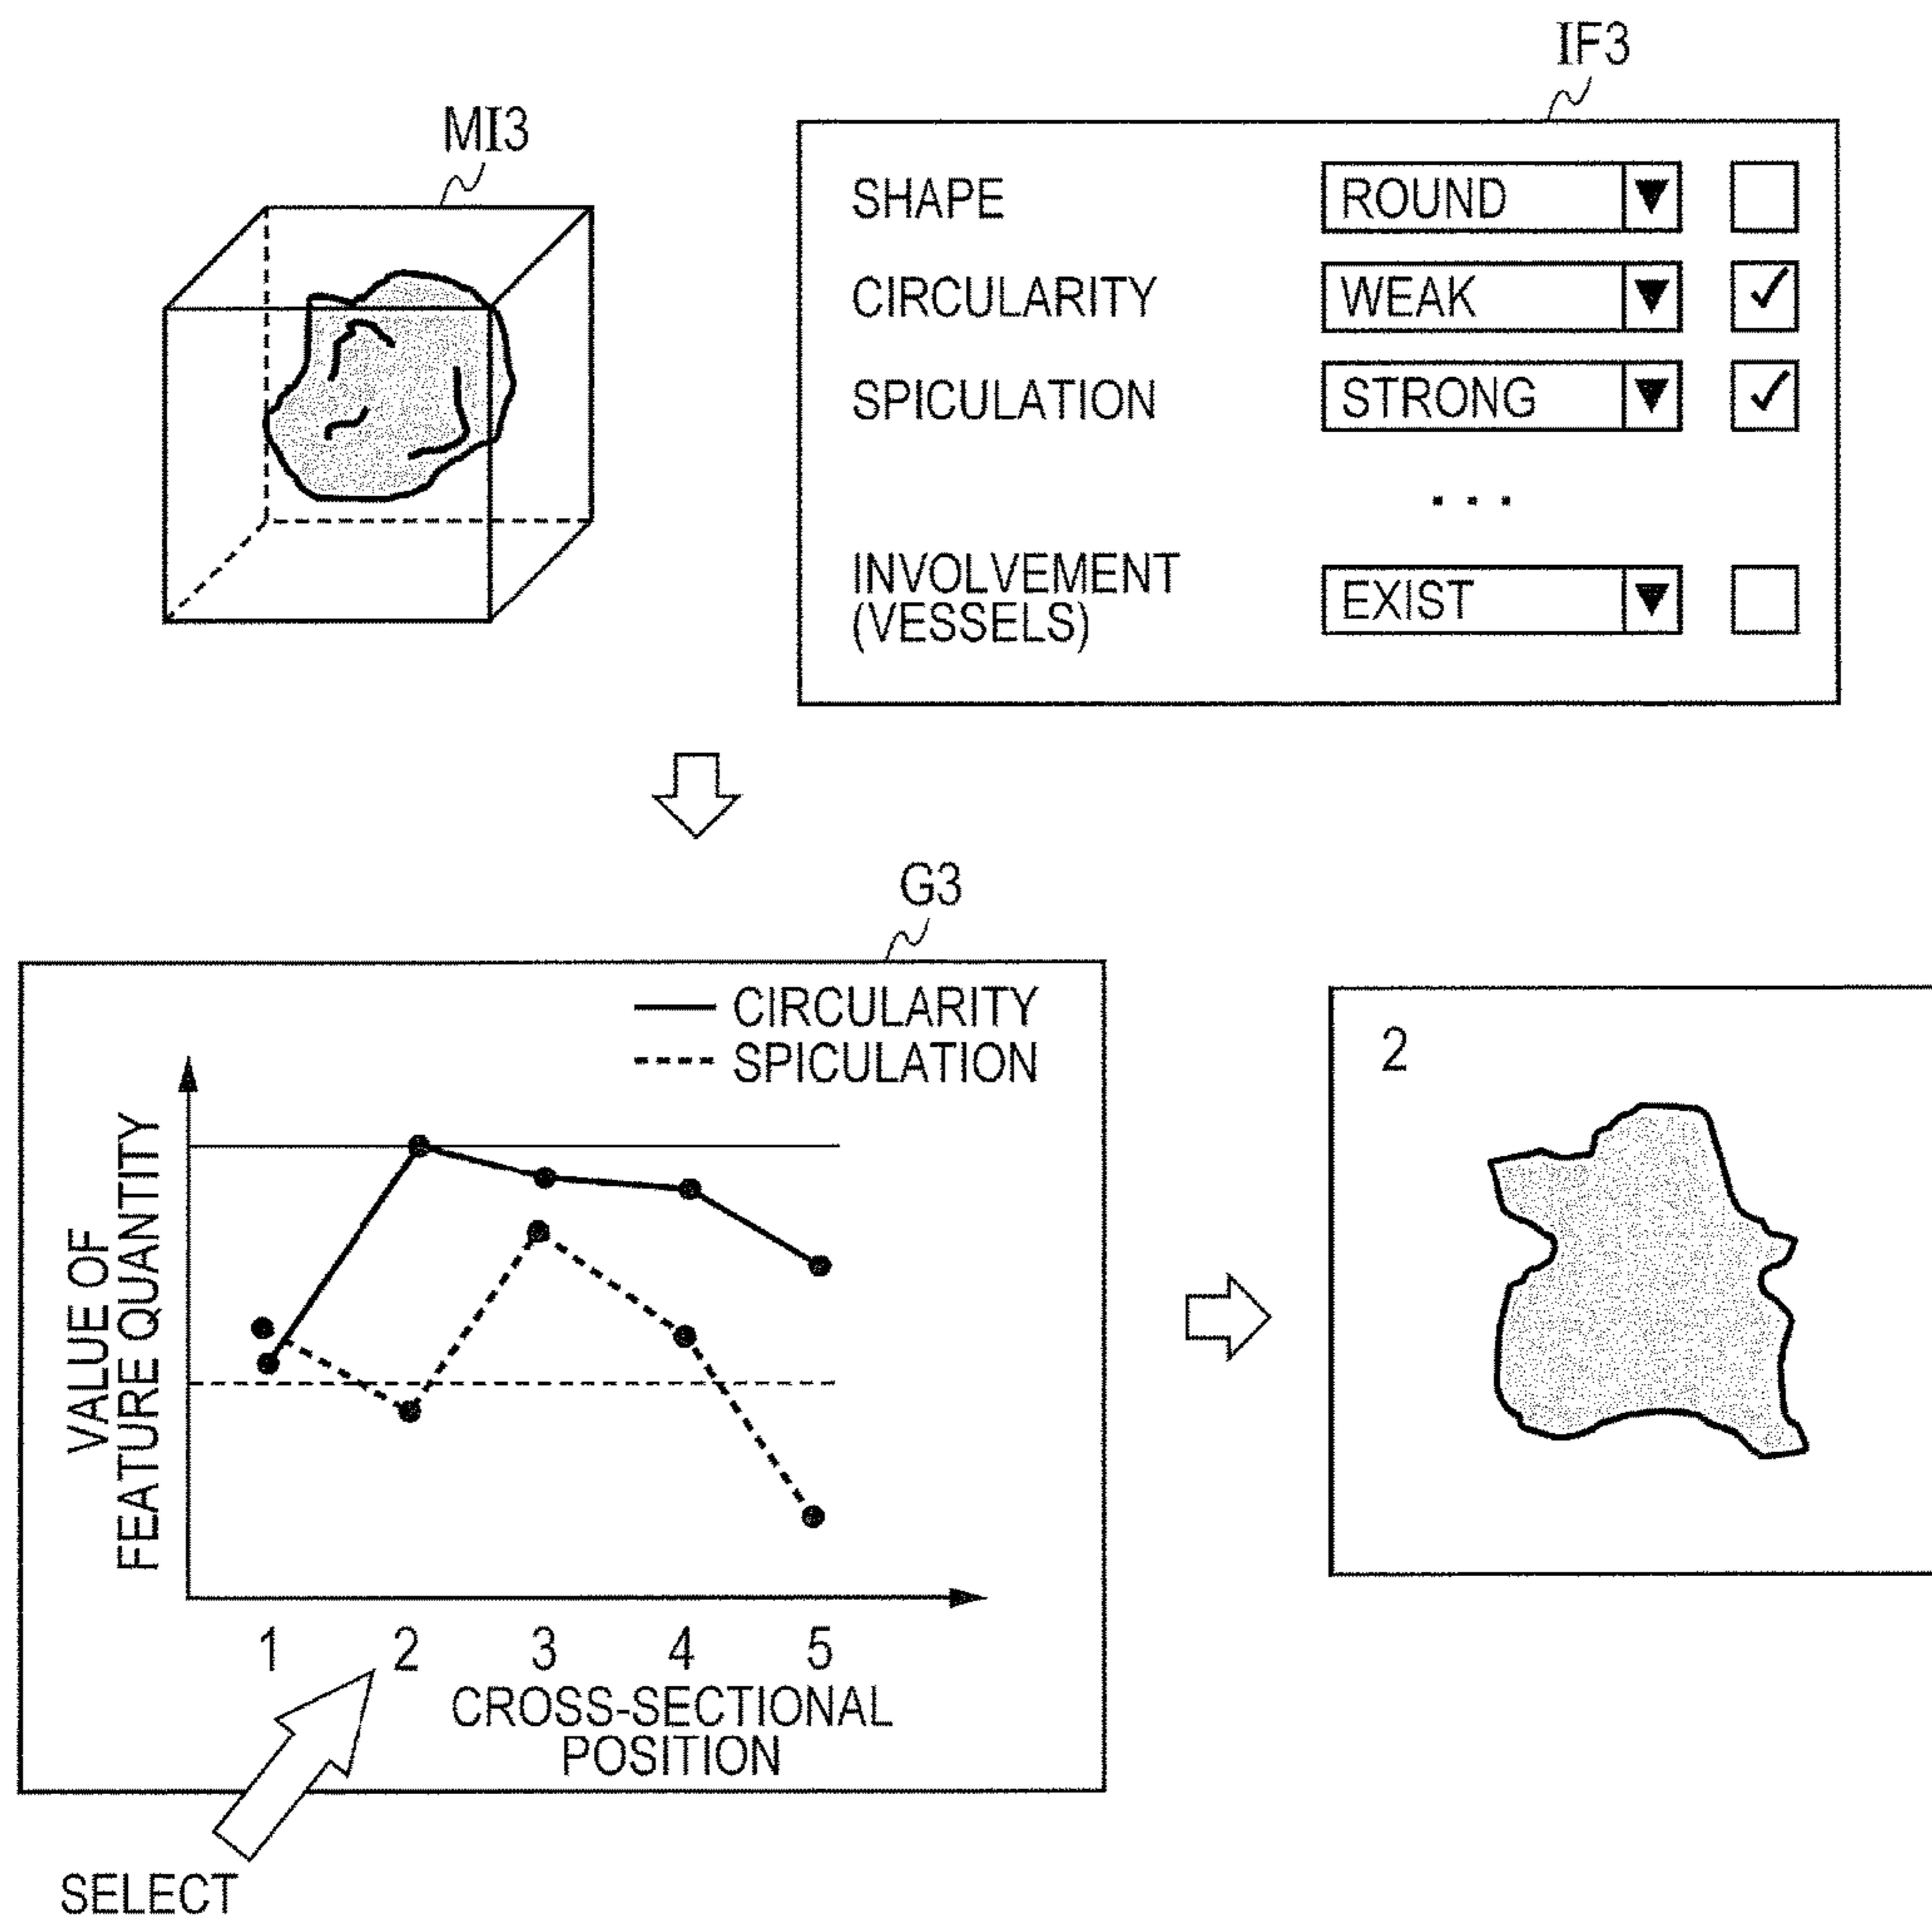 IF3
MI3
SHAPE ROUND
CIRCULARITY WEAK
SPICULATION STRONG
. . .
INVOLVEMENT
(VESSELS) EXIST
G3
CIRCULARITY
SPICULATION
VALUE OF
FEATURE QUANTITY
1 2 3 4 5
CROSS-SECTIONAL
POSITION
SELECT
2